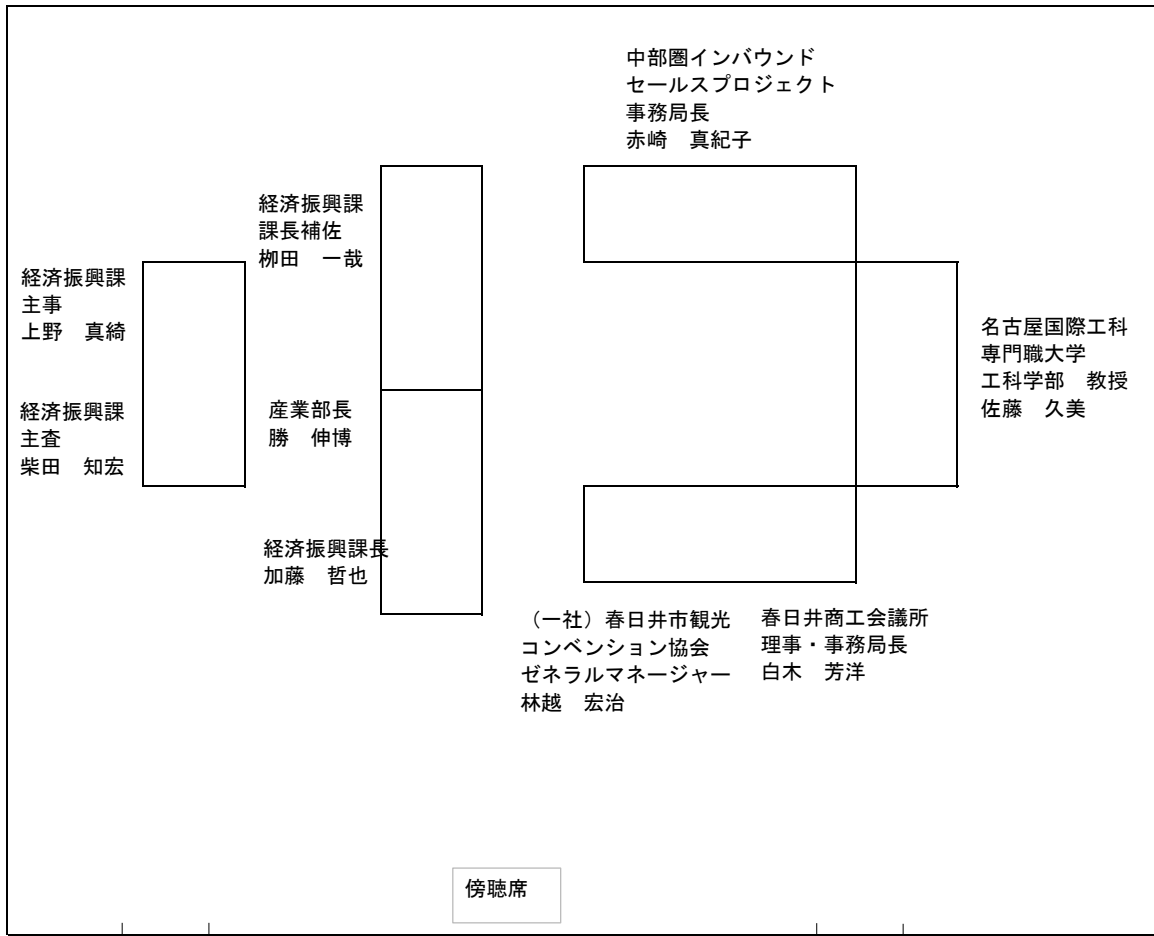 中部圏インバウンド
セールスプロジェクト
事務局長
赤崎　真紀子
経済振興課
課長補佐
栁田　一哉
経済振興課
主事
上野　真綺
名古屋国際工科
専門職大学
工科学部　教授
佐藤　久美
経済振興課
主査
柴田　知宏
産業部長
勝　伸博
経済振興課長
加藤　哲也
（一社）春日井市観光
コンベンション協会
ゼネラルマネージャー
林越　宏治
春日井商工会議所
理事・事務局長
白木　芳洋
傍聴席